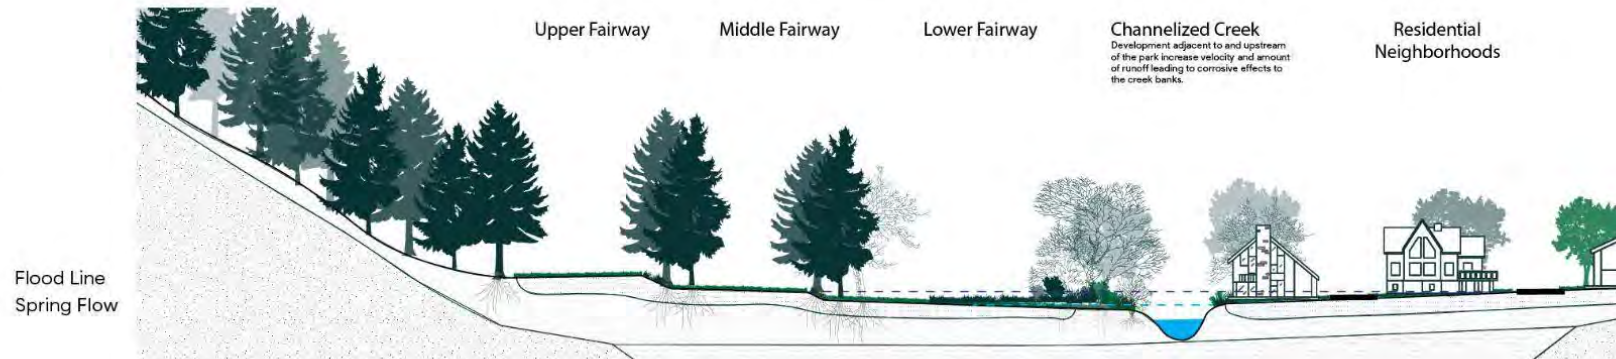 Upper Fairway
Middle Fairway
Lower Fairway
Channelized Creek
Development adjacent to and upstream
of the park increase velocity and amount
of runoff leading to corrosive effects to
the creek banks.
Residential
Neighborhoods
Flood Line
Spring Flow